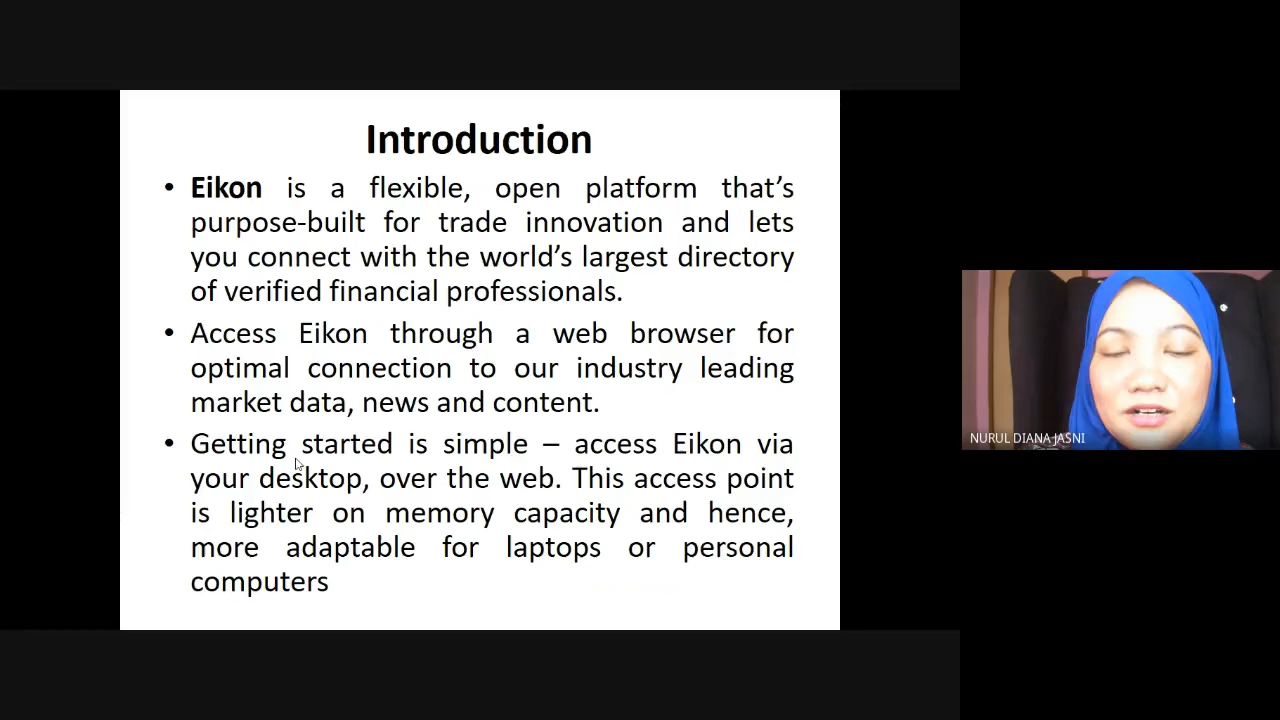 Introduction
• Eikon is a flexible, open platform that’s
purpose-built for trade innovation and lets
you connect with the world’s largest directory
of verified financial professionals.
• Access Eikon through a web browser for
optimal connection to our industry leading
market data, news and content.
• Getting started is simple – access Eikon via
your desktop, over the web. This access point
is lighter on memory capacity and hence,
more adaptable for laptops or personal
computers
NURUL DIANA JASNI